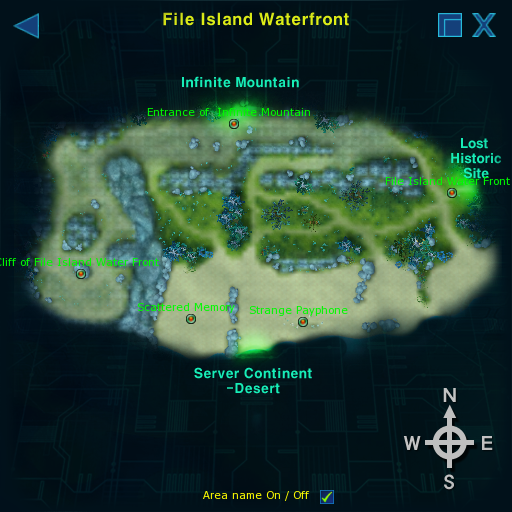 File Island Waterfront
Infinite Mountain
Entrance of Infinite Mountain
Lost
Historic
Site
File Island Water Front
Cliff of File Island Water Front
Scattered Memory
Strange Payphone
Server Continent
-Desert
N
W E
S
Area name On / Off